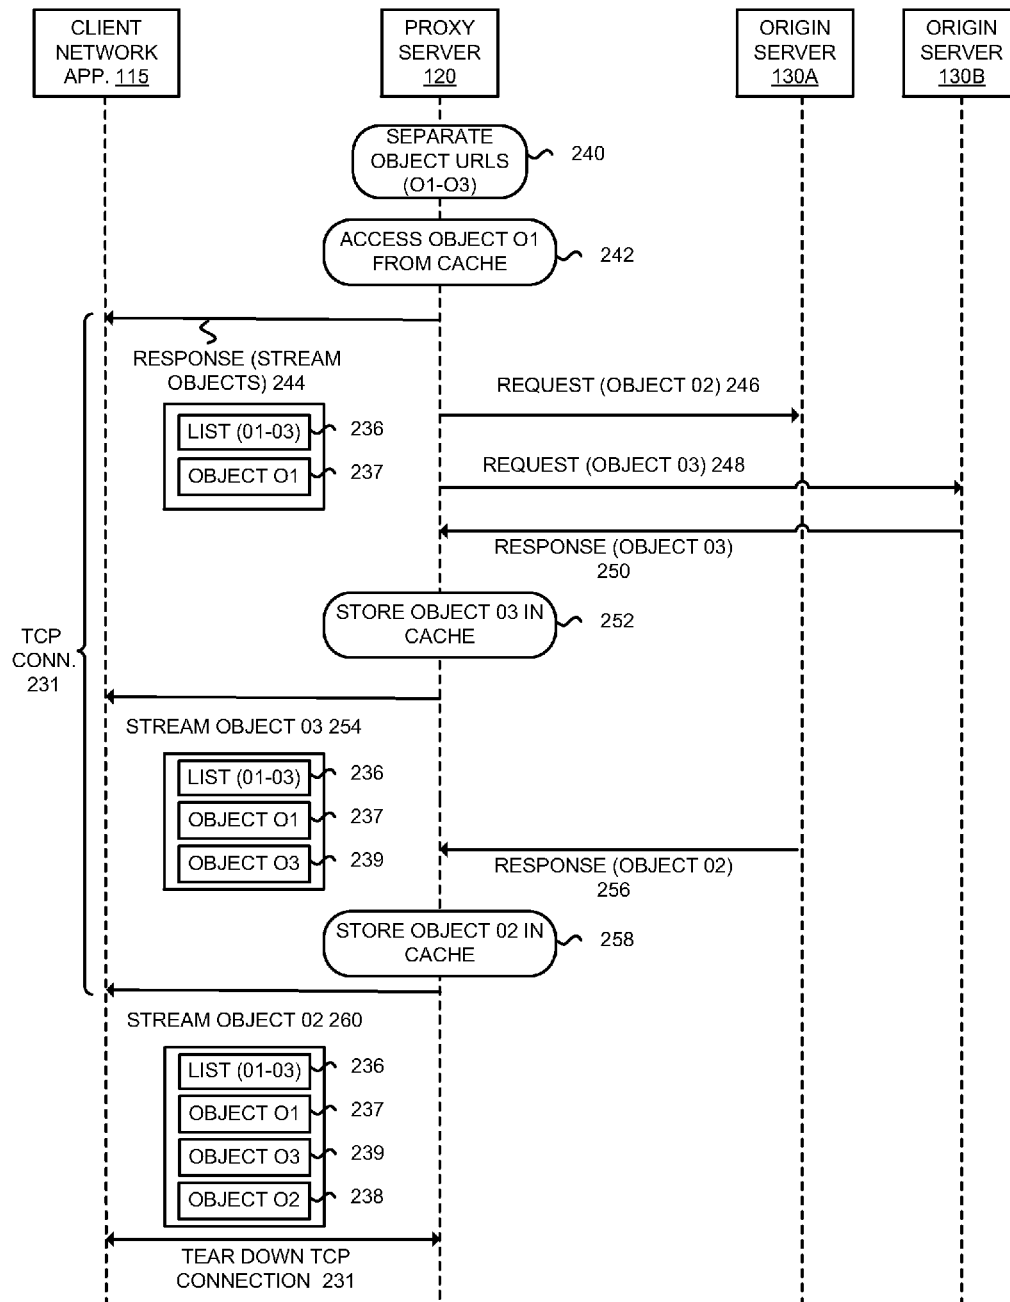 CLIENT
NETWORK
APP. 115
PROXY
SERVER
120
ORIGIN
SERVER
130A
ORIGIN
SERVER
130B
SEPARATE
OBJECT URLS
(O1-O3)
240
ACCESS OBJECT O1
FROM CACHE
242
RESPONSE (STREAM
OBJECTS) 244
LIST (01-03)
236
OBJECT O1
237
REQUEST (OBJECT 02) 246
REQUEST (OBJECT 03) 248
RESPONSE (OBJECT 03)
250
STORE OBJECT 03 IN
CACHE
252
TCP
CONN.
231
STREAM OBJECT 03 254
LIST (01-03)
236
OBJECT O1
237
OBJECT O3
239
RESPONSE (OBJECT 02)
256
STORE OBJECT 02 IN
CACHE
258
STREAM OBJECT 02 260
LIST (01-03)
236
OBJECT O1
237
OBJECT O3
239
OBJECT O2
238
TEAR DOWN TCP
CONNECTION 231